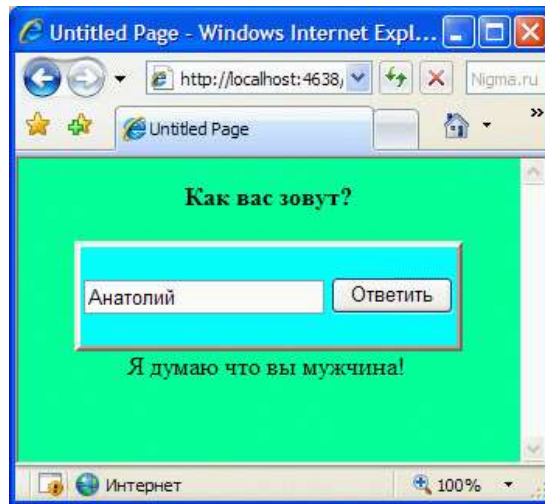 Untitled Page - Windows Internet Expl...
http://localhost:4638/
Nigma.ru
Untitled Page
»
Как вас зовут?
Анатолий
Ответить
Я думаю что вы мужчина!
Интернет
100%